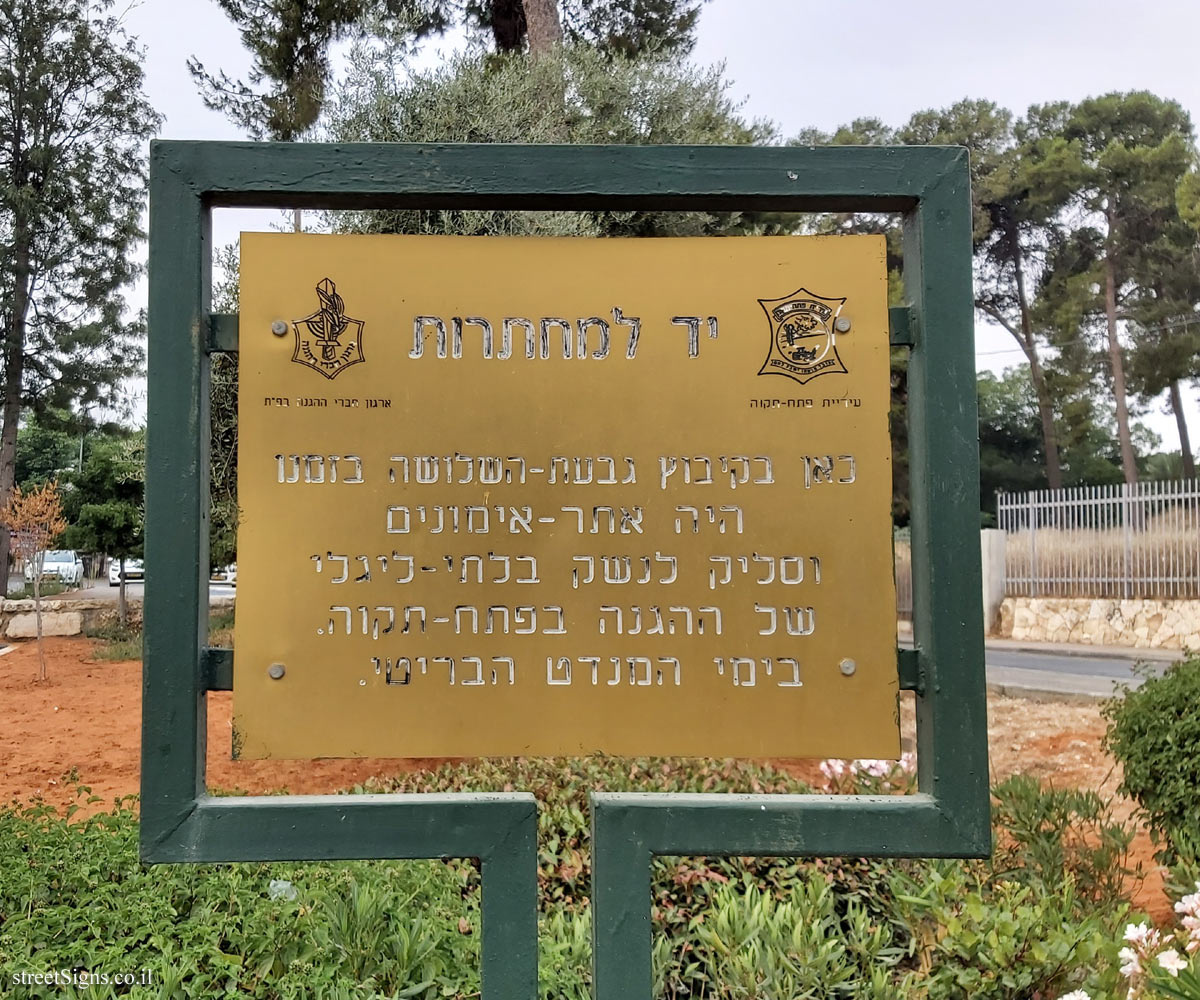 יד למחתרות
עיריית פתח-תקוה
ארגון חברי ההגנה בפ"ת
כאן בקיבוץ גבעת-השלושה בזמנו
היה אתר-אימונים
וסליק לנשק בלתי-ליגלי
של ההגנה בפתח-תקוה.
בימי המנדט הבריטי.
streetSigns.co.il